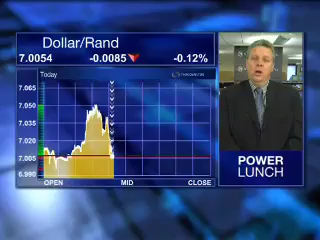 Dollar/Rand
7.0054 -0.0085 -0.12%
Today
7.065
7.050
7.035
7.020
7.005
6.990
OPEN MID CLOSE
POWER
LUNCH